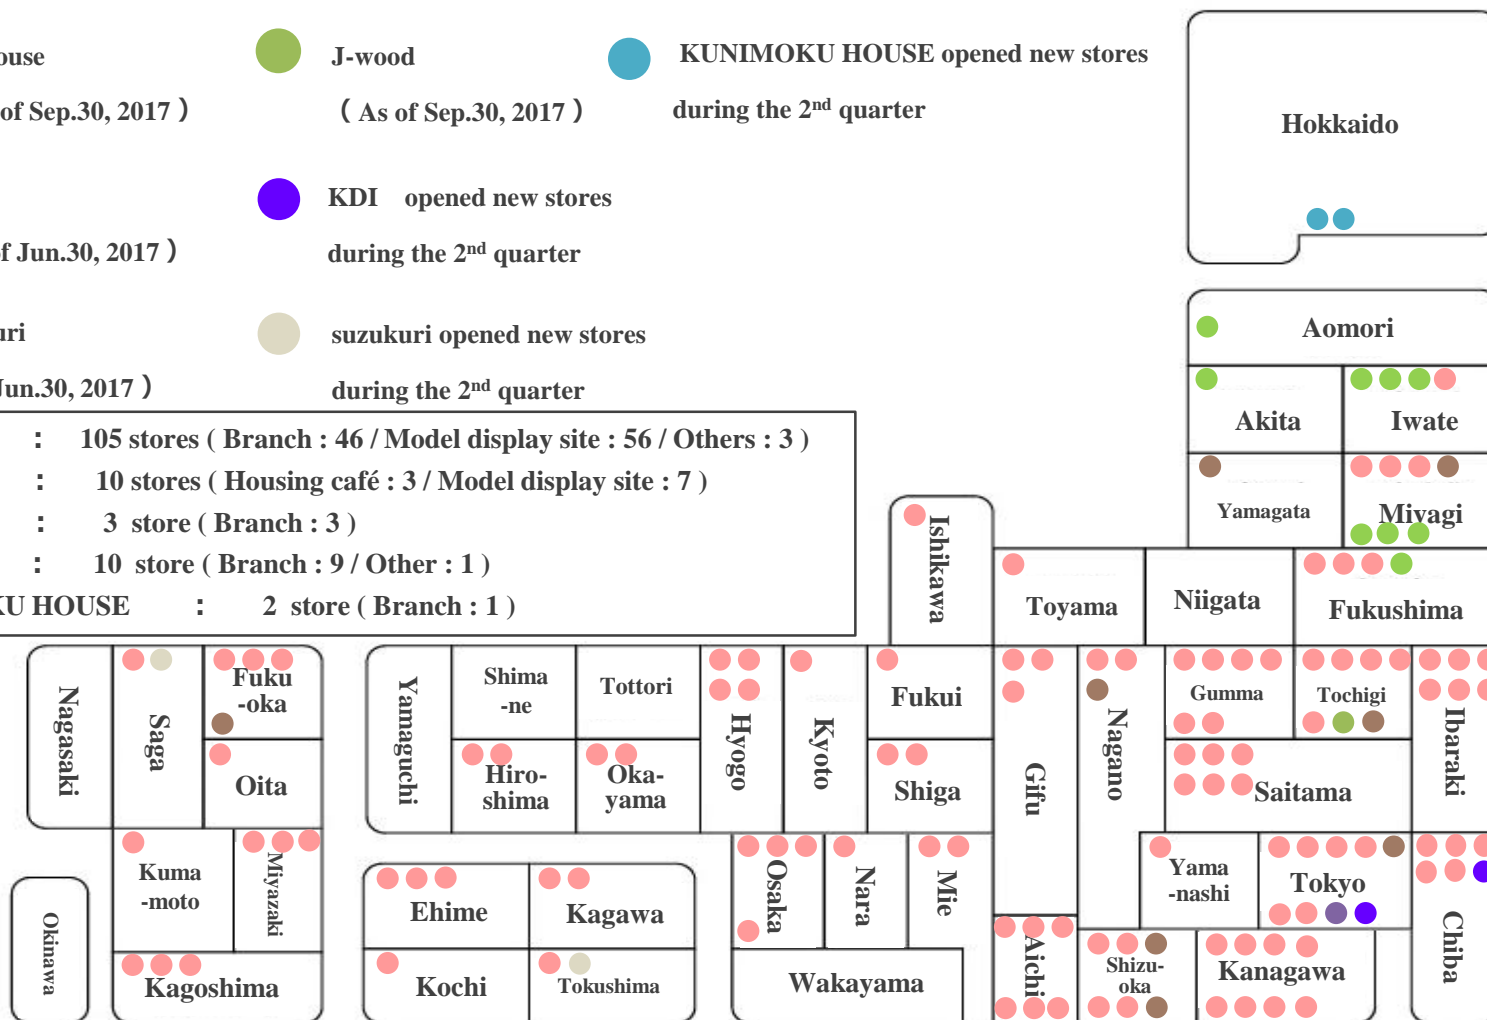 ouse
J-wood
KUNIMOKU HOUSE opened new stores
of Sep.30, 2017 )
( As of Sep.30, 2017 )
during the 2nd quarter
Hokkaido
KDI opened new stores
f Jun.30, 2017 )
during the 2nd quarter
uri
suzukuri opened new stores
Jun.30, 2017 )
during the 2nd quarter
: 105 stores ( Branch : 46 / Model display site : 56 / Others : 3 )
: 10 stores ( Housing café : 3 / Model display site : 7 )
: 3 store ( Branch : 3 )
: 10 store ( Branch : 9 / Other : 1 )
KU HOUSE : 2 store ( Branch : 1 )
Aomori
Akita
Iwate
Yamagata
Miyagi
Ishikawa
Toyama
Niigata
Fukushima
Nagasaki
Saga
Fuku
-oka
Oita
Kuma
-moto
Miyazaki
Okinawa
Kagoshima
Yamaguchi
Shima
-ne
Tottori
Hiro-
shima
Oka-
yama
Hyogo
Kyoto
Fukui
Shiga
Gifu
Nagano
Gumma
Tochigi
Ibaraki
Saitama
Ehime
Kagawa
Kochi
Tokushima
Osaka
Nara
Mie
Wakayama
Aichi
Yama
-nashi
Tokyo
Shizu-
oka
Kanagawa
Chiba